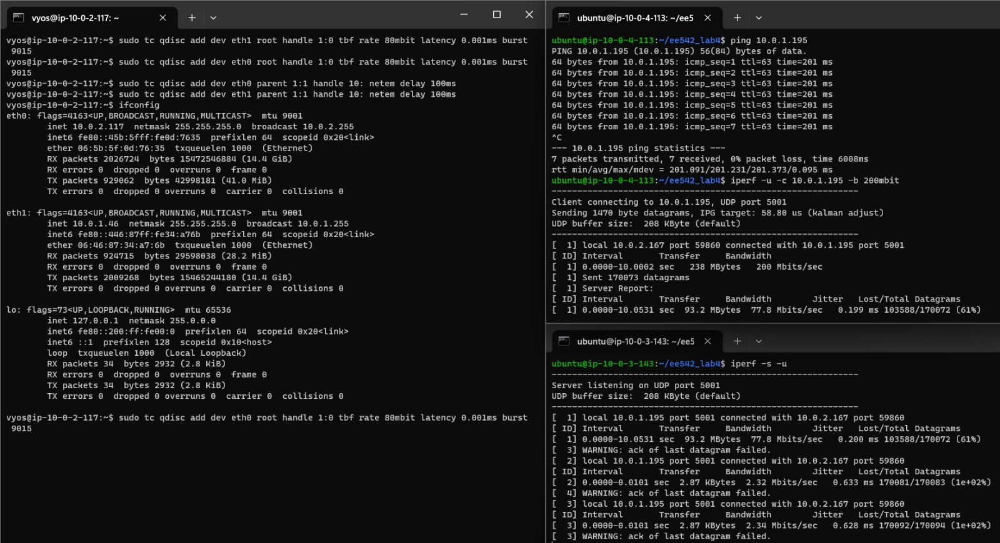 vyos@ip-10-0-2-117: ~
vyos@ip-10-0-2-117:~$ sudo tc qdisc add dev eth1 root handle 1:0 tbf rate 80mbit latency 0.001ms burst
 9015
vyos@ip-10-0-2-117:~$ sudo tc qdisc add dev eth0 root handle 1:0 tbf rate 80mbit latency 0.001ms burst
 9015
vyos@ip-10-0-2-117:~$ sudo tc qdisc add dev eth0 parent 1:1 handle 10: netem delay 100ms
vyos@ip-10-0-2-117:~$ sudo tc qdisc add dev eth1 parent 1:1 handle 10: netem delay 100ms
vyos@ip-10-0-2-117:~$ ifconfig
eth0: flags=4163<UP,BROADCAST,RUNNING,MULTICAST>  mtu 9001
        inet 10.0.2.117  netmask 255.255.255.0  broadcast 10.0.2.255
        inet6 fe80::45b:5fff:fe0d:7635  prefixlen 64  scopeid 0x20<link>
        ether 06:5b:5f:0d:76:35  txqueuelen 1000  (Ethernet)
        RX packets 2026724  bytes 15472546884 (14.4 GiB)
        RX errors 0  dropped 0  overruns 0  frame 0
        TX packets 929062  bytes 42998181 (41.0 MiB)
        TX errors 0  dropped 0 overruns 0  carrier 0  collisions 0
eth1: flags=4163<UP,BROADCAST,RUNNING,MULTICAST>  mtu 9001
        inet 10.0.1.46  netmask 255.255.255.0  broadcast 10.0.1.255
        inet6 fe80::446:87ff:fe34:a76b  prefixlen 64  scopeid 0x20<link>
        ether 06:46:87:34:a7:6b  txqueuelen 1000  (Ethernet)
        RX packets 924715  bytes 29598038 (28.2 MiB)
        RX errors 0  dropped 0  overruns 0  frame 0
        TX packets 2009268  bytes 15465244180 (14.4 GiB)
        TX errors 0  dropped 0 overruns 0  carrier 0  collisions 0
lo: flags=73<UP,LOOPBACK,RUNNING>  mtu 65536
        inet 127.0.0.1  netmask 255.0.0.0
        inet6 fe80::200:ff:fe00:0  prefixlen 64  scopeid 0x20<link>
        inet6 ::1  prefixlen 128  scopeid 0x10<host>
        loop  txqueuelen 1000  (Local Loopback)
        RX packets 34  bytes 2932 (2.8 KiB)
        RX errors 0  dropped 0  overruns 0  frame 0
        TX packets 34  bytes 2932 (2.8 KiB)
        TX errors 0  dropped 0 overruns 0  carrier 0  collisions 0
vyos@ip-10-0-2-117:~$ sudo tc qdisc add dev eth0 root handle 1:0 tbf rate 80mbit latency 0.001ms burst
 9015
ubuntu@ip-10-0-4-113: ~/ee5
ubuntu@ip-10-0-4-113:~/ee542_lab4$ ping 10.0.1.195
PING 10.0.1.195 (10.0.1.195) 56(84) bytes of data.
64 bytes from 10.0.1.195: icmp_seq=1 ttl=63 time=201 ms
64 bytes from 10.0.1.195: icmp_seq=2 ttl=63 time=201 ms
64 bytes from 10.0.1.195: icmp_seq=3 ttl=63 time=201 ms
64 bytes from 10.0.1.195: icmp_seq=4 ttl=63 time=201 ms
64 bytes from 10.0.1.195: icmp_seq=5 ttl=63 time=201 ms
64 bytes from 10.0.1.195: icmp_seq=6 ttl=63 time=201 ms
64 bytes from 10.0.1.195: icmp_seq=7 ttl=63 time=201 ms
^C
--- 10.0.1.195 ping statistics ---
7 packets transmitted, 7 received, 0% packet loss, time 6008ms
rtt min/avg/max/mdev = 201.091/201.231/201.373/0.095 ms
ubuntu@ip-10-0-4-113:~/ee542_lab4$ iperf -u -c 10.0.1.195 -b 200mbit
------------------------------------------------------------
Client connecting to 10.0.1.195, UDP port 5001
Sending 1470 byte datagrams, IPG target: 58.80 us (kalman adjust)
UDP buffer size:  208 KByte (default)
------------------------------------------------------------
[  1] local 10.0.2.167 port 59860 connected with 10.0.1.195 port 5001
[ ID] Interval       Transfer     Bandwidth
[  1] 0.0000-10.0002 sec   238 MBytes   200 Mbits/sec
[  1] Sent 170073 datagrams
[  1] Server Report:
[ ID] Interval       Transfer     Bandwidth        Jitter   Lost/Total Datagrams
[  1] 0.0000-10.0531 sec  93.2 MBytes  77.8 Mbits/sec   0.199 ms 103588/170072 (61%)
ubuntu@ip-10-0-3-143: ~/ee5
ubuntu@ip-10-0-3-143:~/ee542_lab4$ iperf -s -u
------------------------------------------------------------
Server listening on UDP port 5001
UDP buffer size:  208 KByte (default)
------------------------------------------------------------
[  1] local 10.0.1.195 port 5001 connected with 10.0.2.167 port 59860
[ ID] Interval       Transfer     Bandwidth        Jitter   Lost/Total Datagrams
[  1] 0.0000-10.0531 sec  93.2 MBytes  77.8 Mbits/sec   0.200 ms 103588/170072 (61%)
[  3] WARNING: ack of last datagram failed.
[  2] local 10.0.1.195 port 5001 connected with 10.0.2.167 port 59860
[ ID] Interval       Transfer     Bandwidth        Jitter   Lost/Total Datagrams
[  2] 0.0000-0.0101 sec  2.87 KBytes  2.32 Mbits/sec   0.633 ms 170081/170083 (1e+02%)
[  4] WARNING: ack of last datagram failed.
[  3] local 10.0.1.195 port 5001 connected with 10.0.2.167 port 59860
[ ID] Interval       Transfer     Bandwidth        Jitter   Lost/Total Datagrams
[  3] 0.0000-0.0101 sec  2.87 KBytes  2.34 Mbits/sec   0.628 ms 170092/170094 (1e+02%)
[  3] WARNING: ack of last datagram failed.